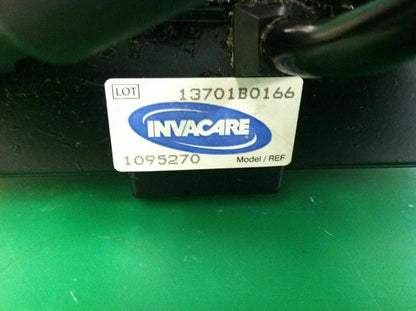 LOT 13701B0166
INVACARE
1095270 Model / REF